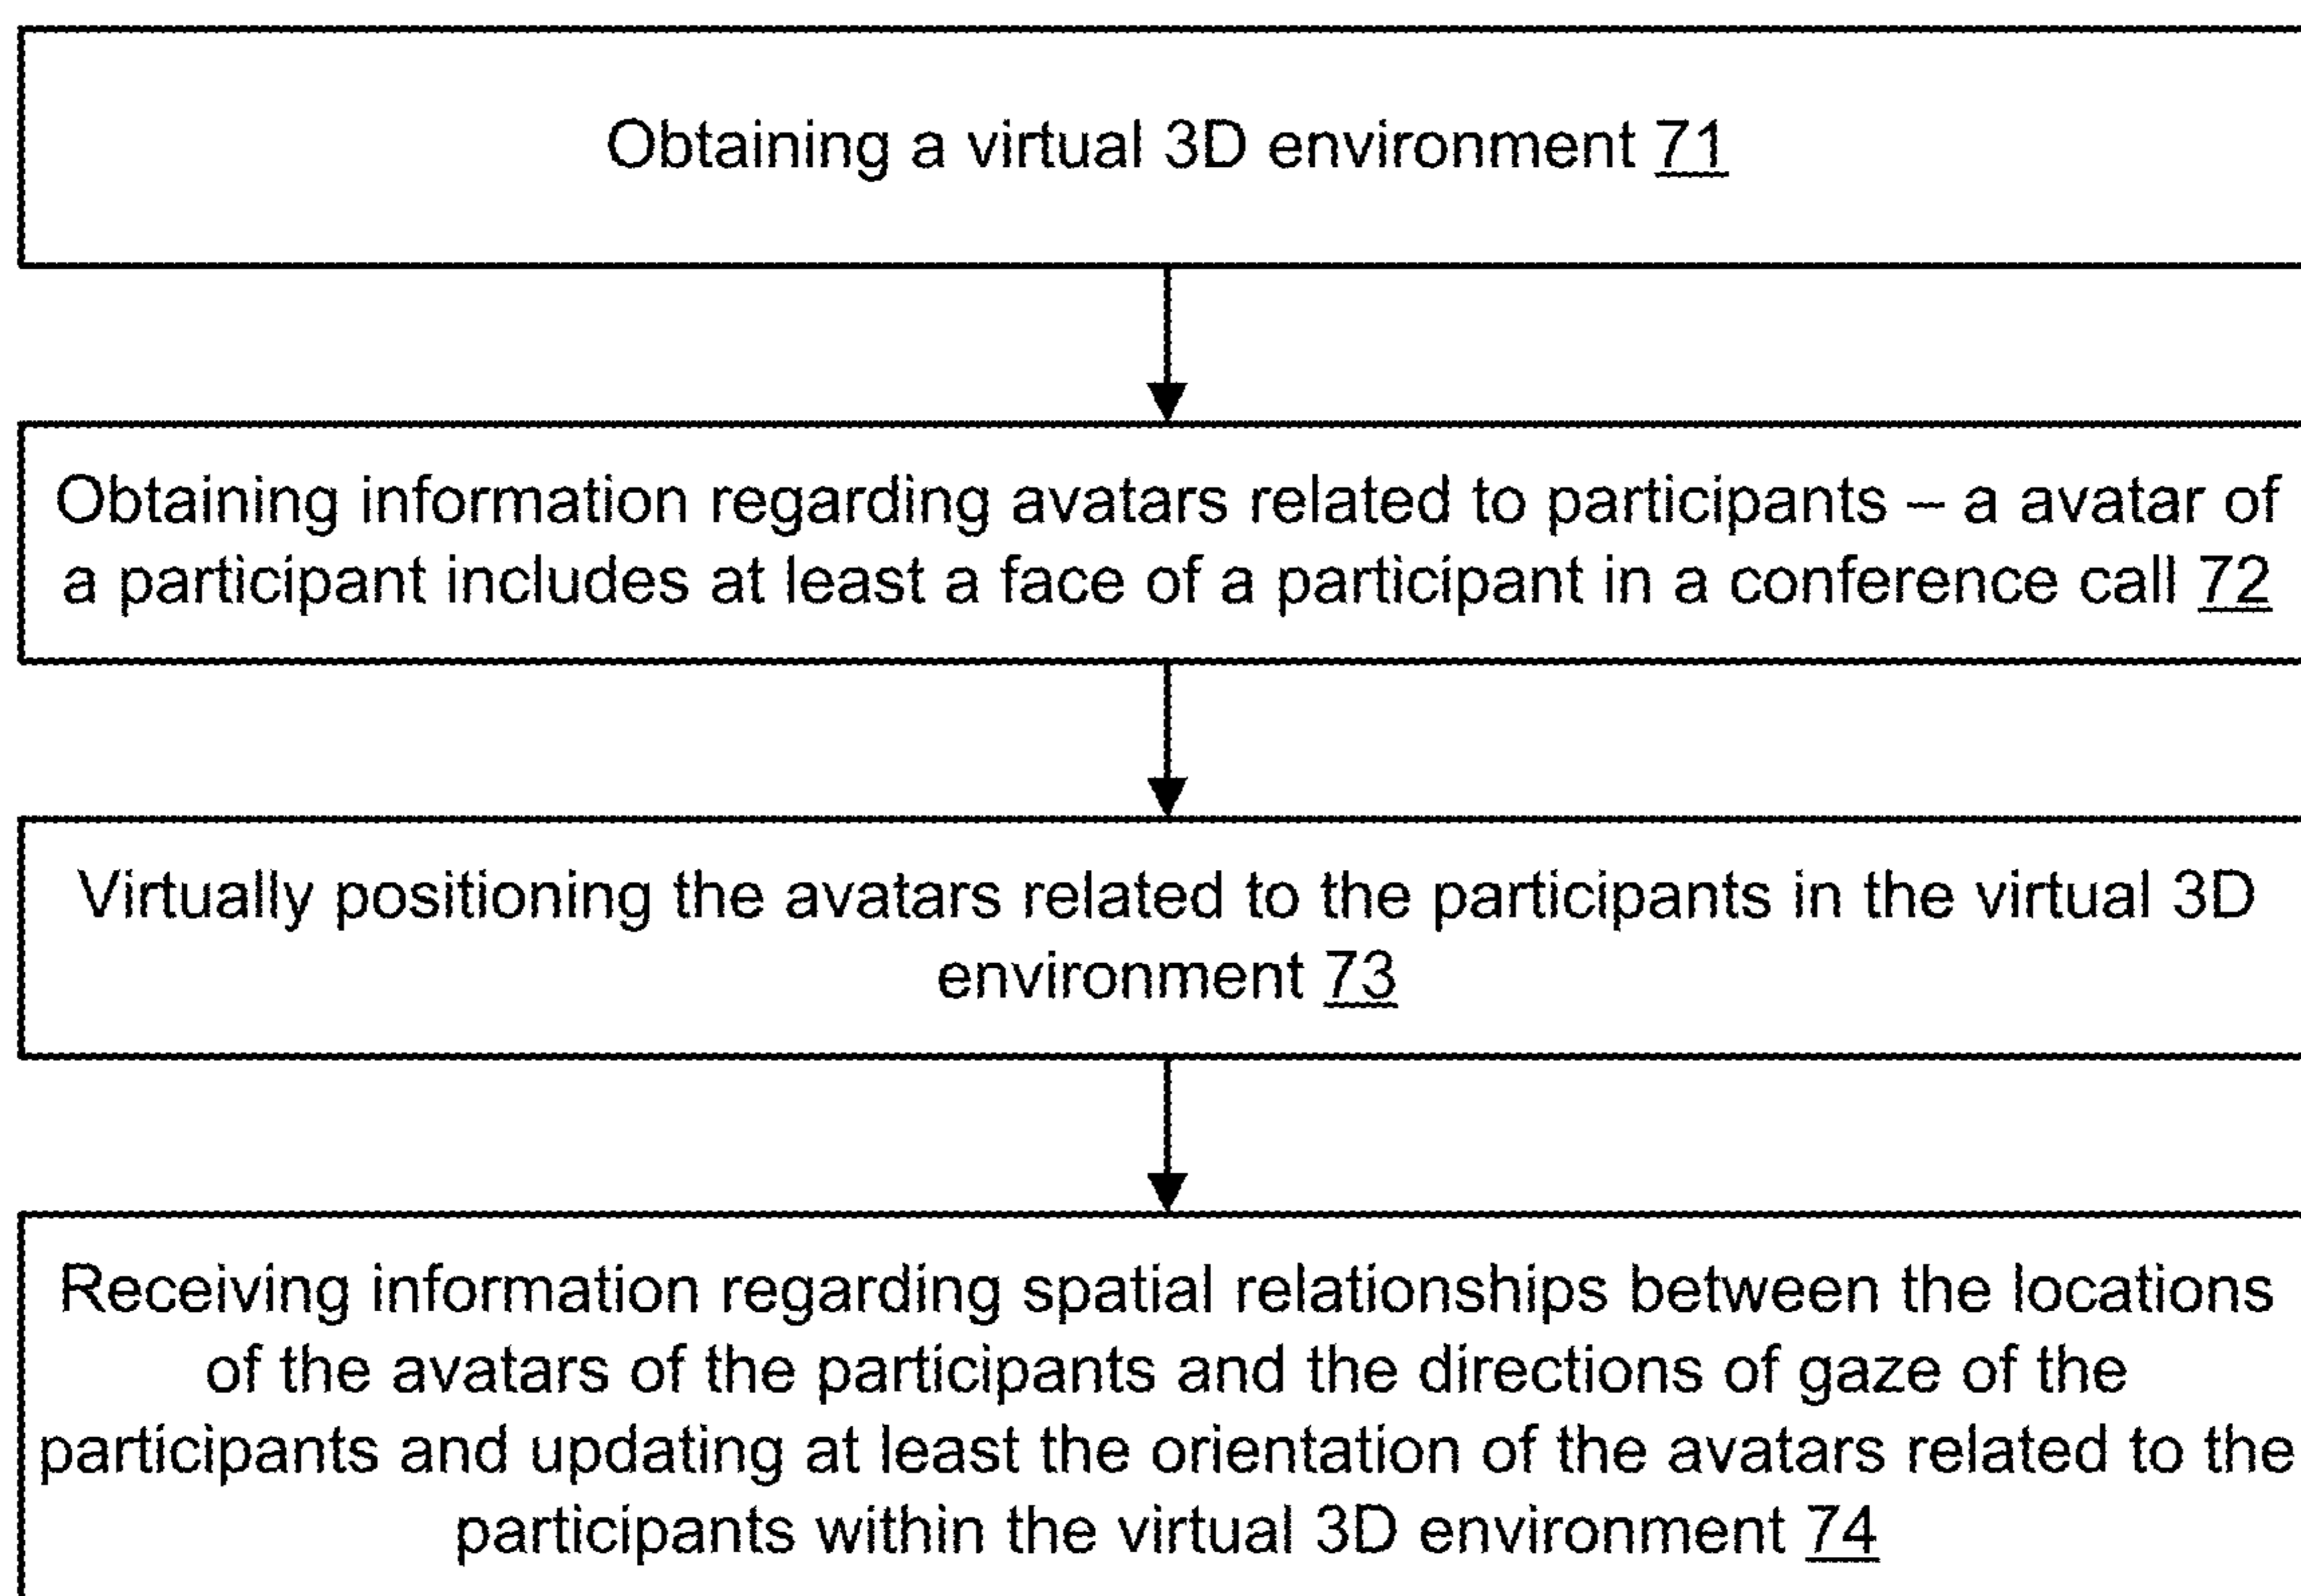 Obtaining a virtual 3D environment 71
Obtaining information regarding avatars related to participants – a avatar of
a participant includes at least a face of a participant in a conference call 72
Virtually positioning the avatars related to the participants in the virtual 3D
environment 73
Receiving information regarding spatial relationships between the locations
of the avatars of the participants and the directions of gaze of the
participants and updating at least the orientation of the avatars related to the
participants within the virtual 3D environment 74